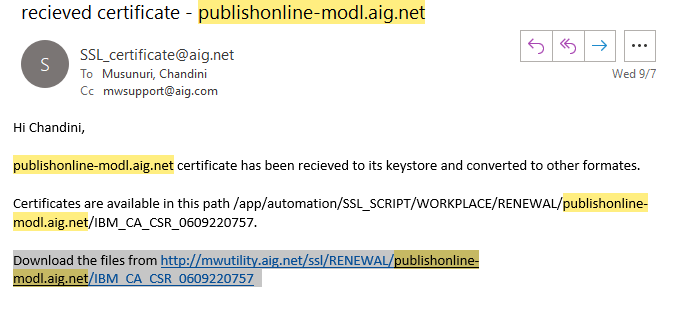 recieved certificate - publishonline-modl.aig.net
S
SSL_certificate@aig.net
To Musunuri, Chandini
Cc mwsupport@aig.com
Wed 9/7
Hi Chandini,
publishonline-modl.aig.net certificate has been recieved to its keystore and converted to other formates.
Certificates are available in this path /app/automation/SSL_SCRIPT/WORKPLACE/RENEWAL/publishonline-
modl.aig.net/IBM_CA_CSR_0609220757.
Download the files from http://mwutility.aig.net/ssl/RENEWAL/publishonline-
modl.aig.net/IBM_CA_CSR_0609220757